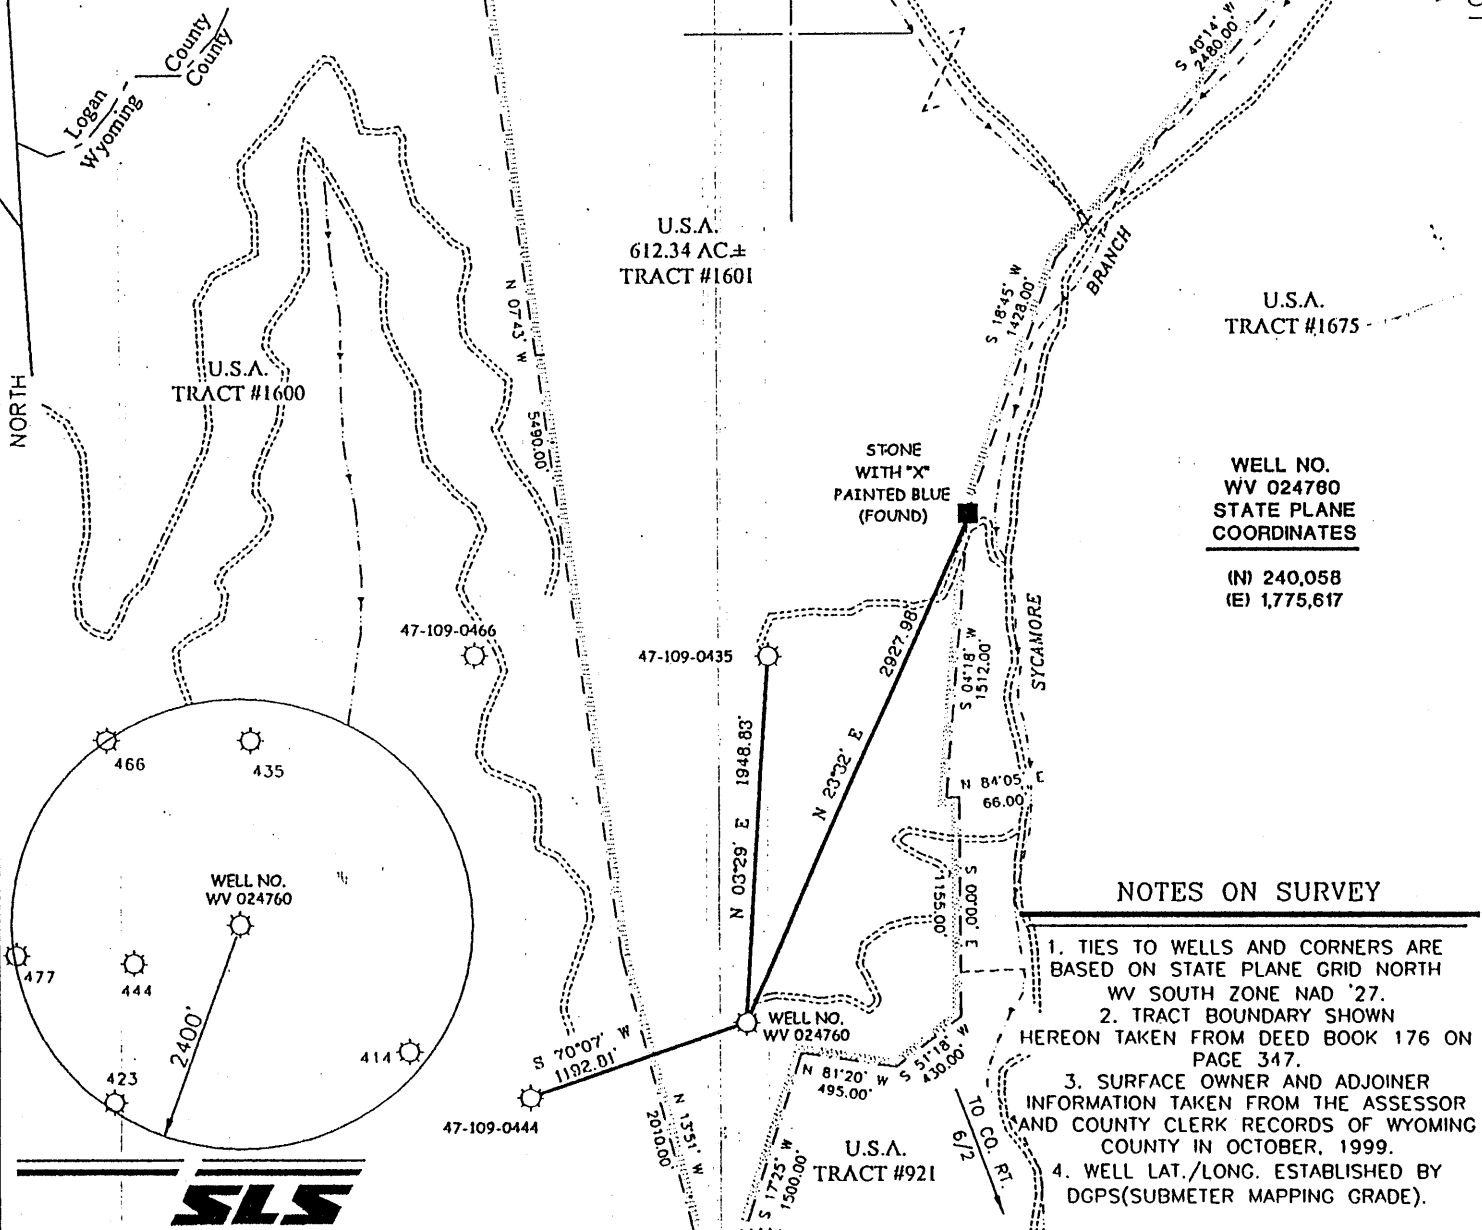 County
County
Logan
Wyoming
S 40°14' W
2480.00'
U.S.A.
612.34 AC.±
TRACT #1601
BRANCH
S 18°45' W
1428.00'
U.S.A.
TRACT #1675
N 07°43' W
5490.00'
U.S.A.
TRACT #1600
NORTH
STONE
WITH "X"
PAINTED BLUE
(FOUND)
WELL NO.
WV 024760
STATE PLANE
COORDINATES
(N) 240,058
(E) 1,775,617
47-109-0466
47-109-0435
2927.98'
N 23°32' E
S 04°18' W
1512.00'
SYCAMORE
1948.83'
N 03°29' E
466
435
N 84°05' E
66.00'
WELL NO.
WV 024760
S 00°00' E
1155.00'
477
444
2400'
414
423
NOTES ON SURVEY
1. TIES TO WELLS AND CORNERS ARE
BASED ON STATE PLANE GRID NORTH
WV SOUTH ZONE NAD '27.
2. TRACT BOUNDARY SHOWN
HEREON TAKEN FROM DEED BOOK 176 ON
PAGE 347.
3. SURFACE OWNER AND ADJOINER
INFORMATION TAKEN FROM THE ASSESSOR
AND COUNTY CLERK RECORDS OF WYOMING
COUNTY IN OCTOBER, 1999.
4. WELL LAT./LONG. ESTABLISHED BY
DGPS(SUBMETER MAPPING GRADE).
WELL NO.
WV 024760
S 70°07' W
1192.81'
47-109-0444
N 13°51' W
2010.00'
N 81°20' W
495.00'
S 51°18' W
430.00'
S 17°25' W
1500.00'
TO CO. RT.
6/2
U.S.A.
TRACT #921
SLS